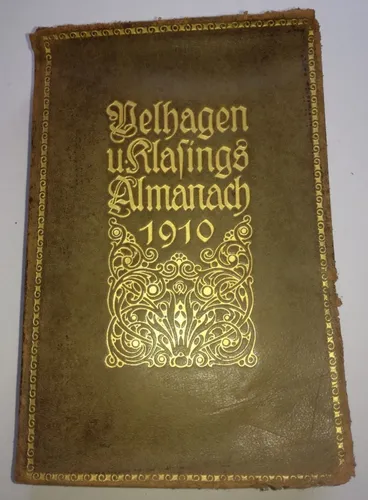 Velhagen
u. Klasings
Almanach
1910